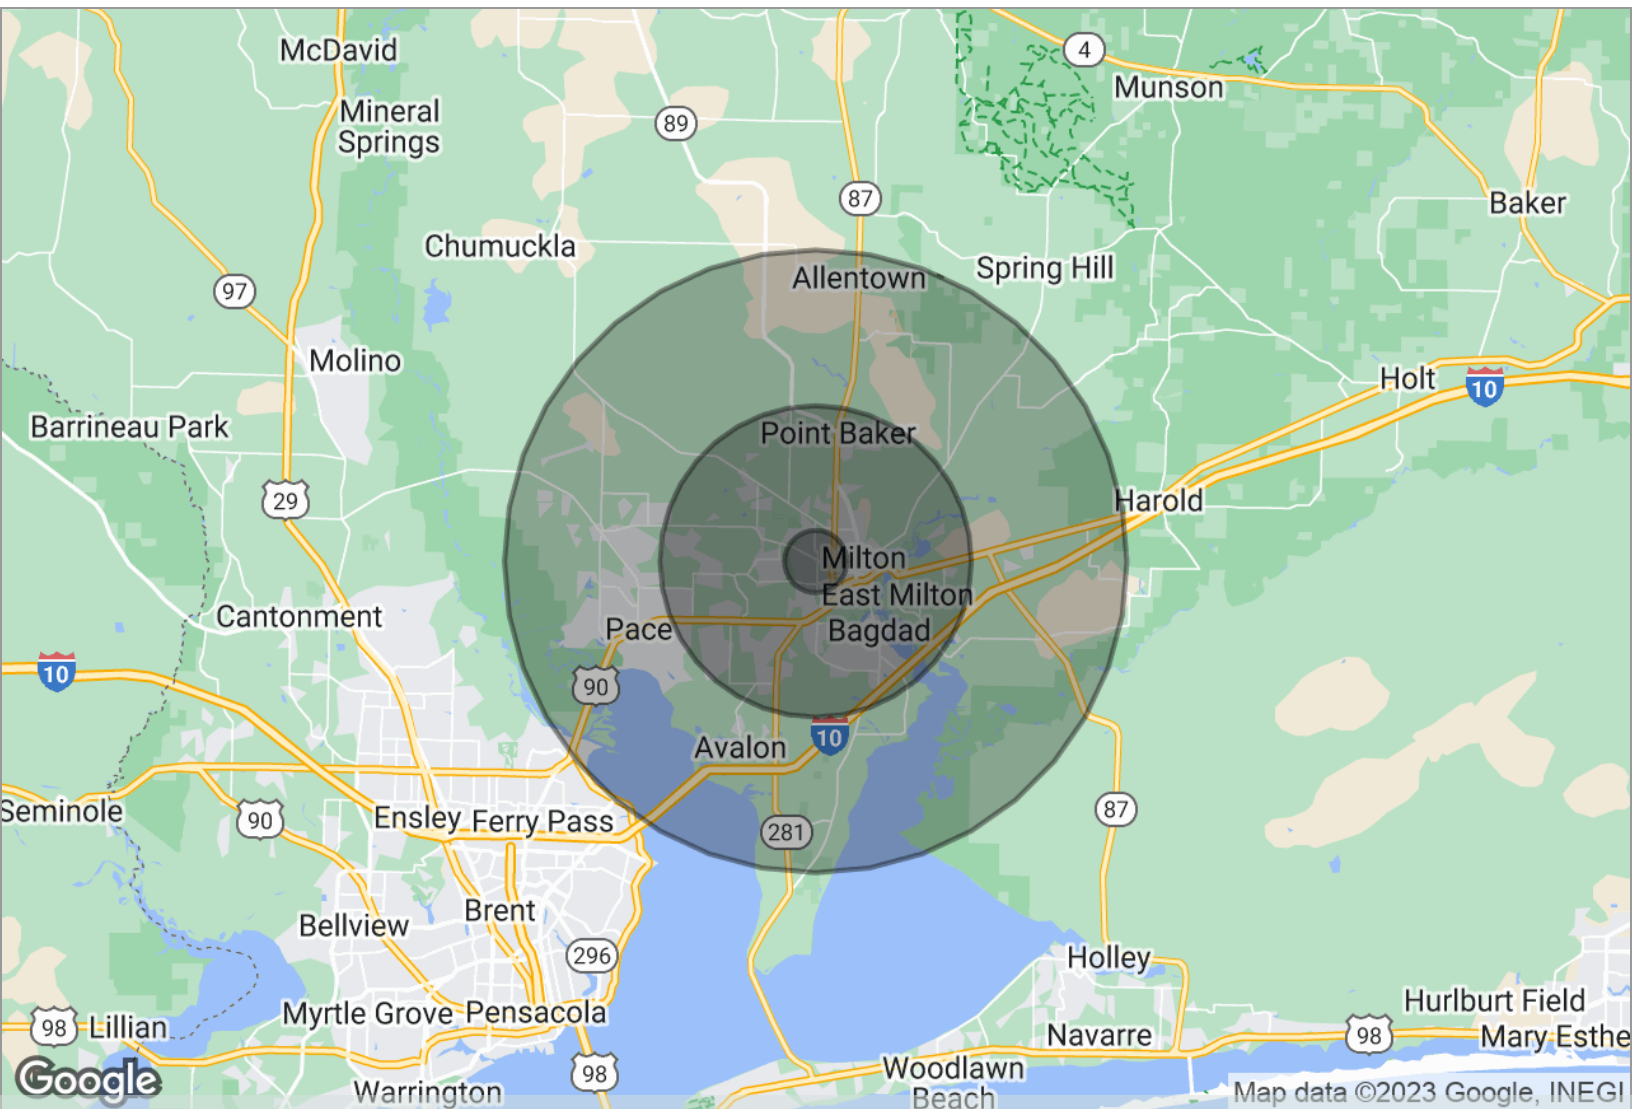 McDavid
4
Munson
Mineral
Springs
89
87
Baker
Chumuckla
Spring Hill
Allentown
97
Molino
Holt
10
Barrineau Park
Point Baker
29
Harold
Milton
East Milton
Cantonment
Pace
Bagdad
10
90
10
Avalon
Seminole
90
Ensley
Ferry Pass
281
87
Brent
Bellview
296
Holley
Hurlburt Field
Myrtle Grove
Pensacola
98
Lillian
Navarre
98
Mary Esthe
Woodlawn
Beach
98
Google
Warrington
Map data ©2023 Google, INEGI